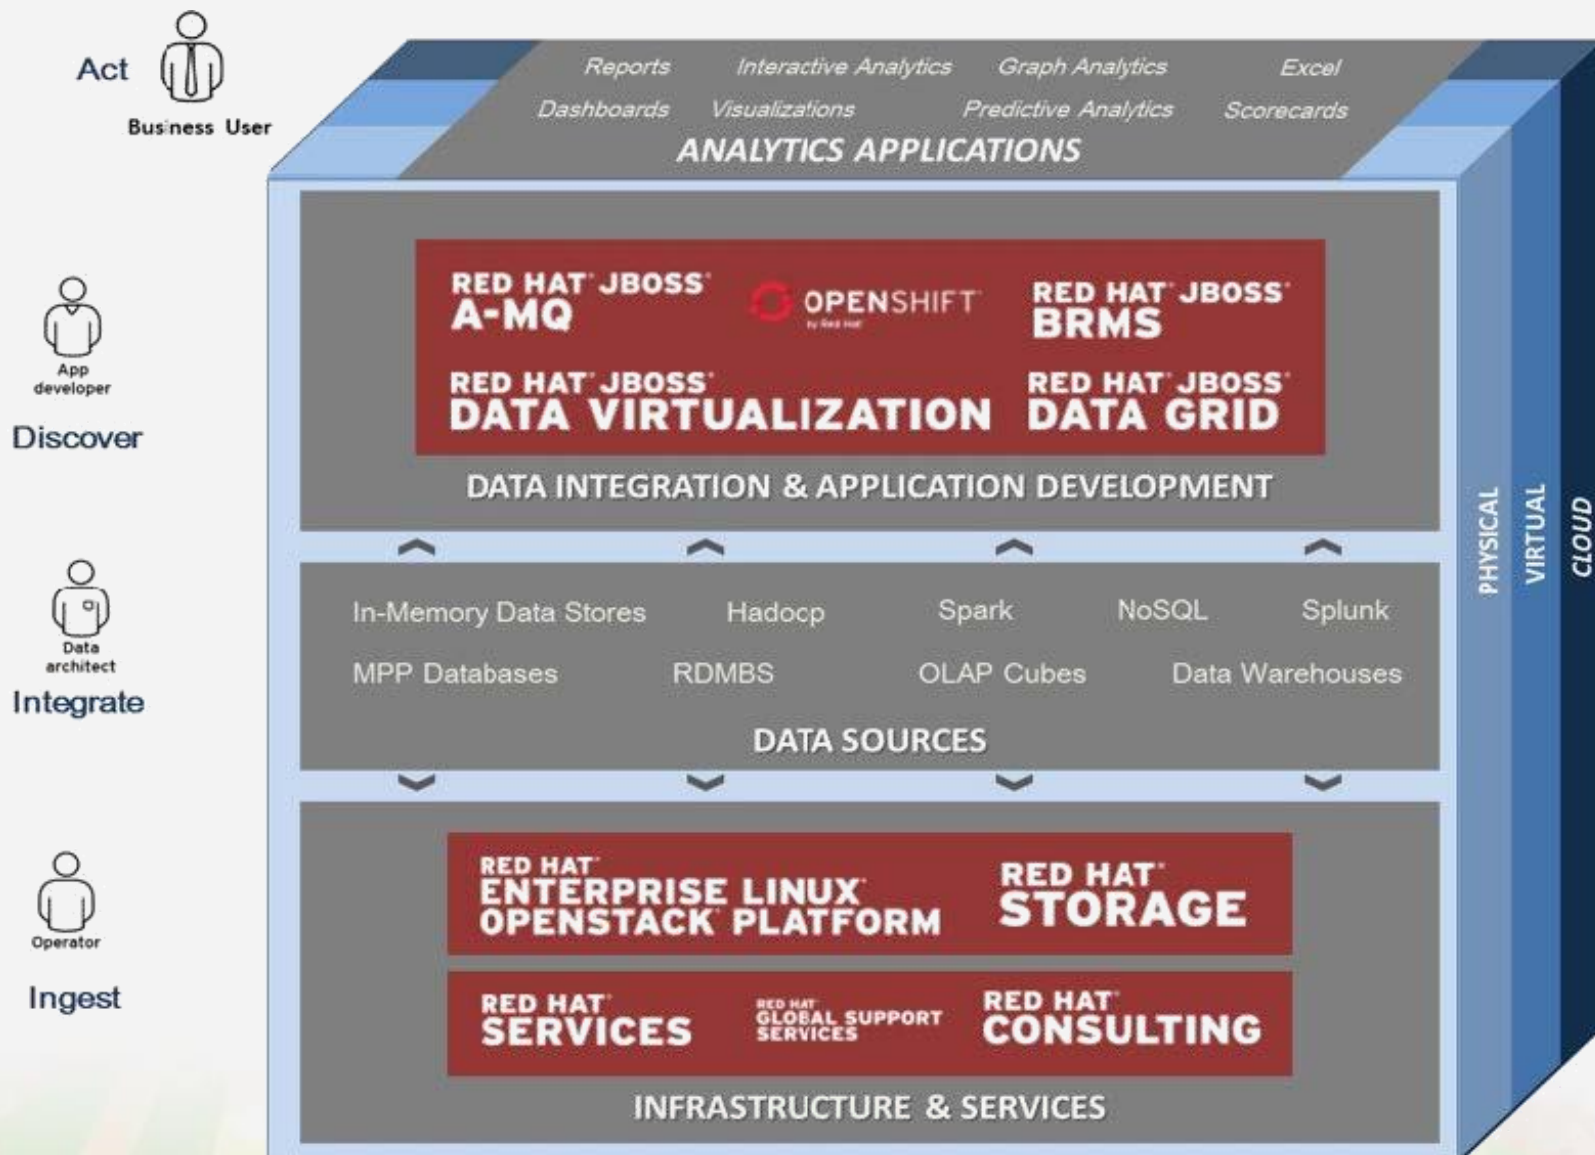 Act
Business User
Reports Interactive Analytics Graph Analytics Excel
Dashboards Visualizations Predictive Analytics Scorecards
ANALYTICS APPLICATIONS
App
developer
Discover
RED HAT JBOSS
A-MQ
OPENSHIFT
by Red Hat
RED HAT JBOSS
BRMS
RED HAT JBOSS
DATA VIRTUALIZATION
RED HAT JBOSS
DATA GRID
DATA INTEGRATION & APPLICATION DEVELOPMENT
Data
architect
Integrate
In-Memory Data Stores Hadoop Spark NoSQL Splunk
MPP Databases RDMBS OLAP Cubes Data Warehouses
DATA SOURCES
Operator
Ingest
RED HAT
ENTERPRISE LINUX
OPENSTACK PLATFORM
RED HAT
STORAGE
RED HAT
SERVICES
RED HAT
GLOBAL SUPPORT
SERVICES
RED HAT
CONSULTING
INFRASTRUCTURE & SERVICES
PHYSICAL
VIRTUAL
CLOUD